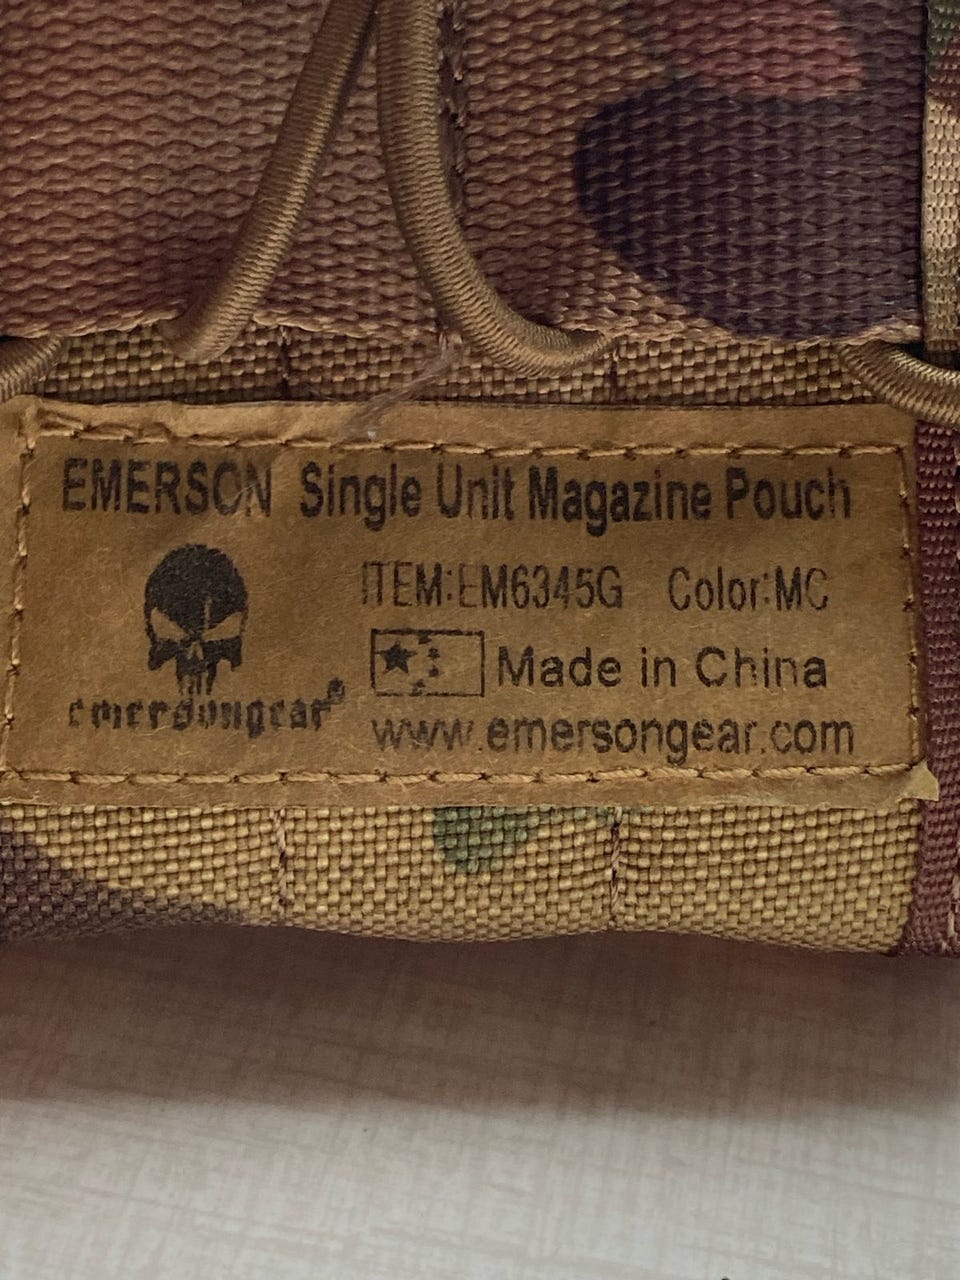 EMERSON Single Unit Magazine Pouch
ITEM:EM6345G Color:MC
Made in China
emersongear®
www.emersongear.com